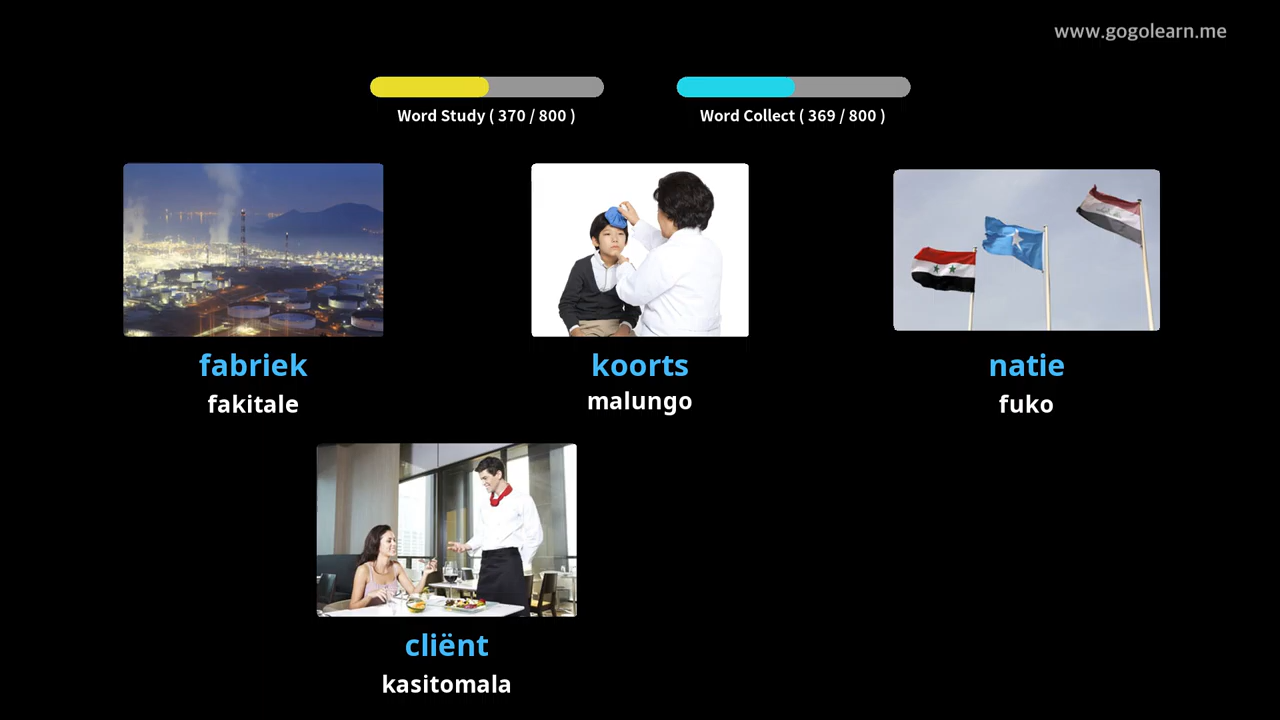 www.gogolearn.me
Word Study ( 370 / 800 )
Word Collect ( 369 / 800 )
fabriek
fakitale
koorts
malungo
natie
fuko
cliënt
kasitomala